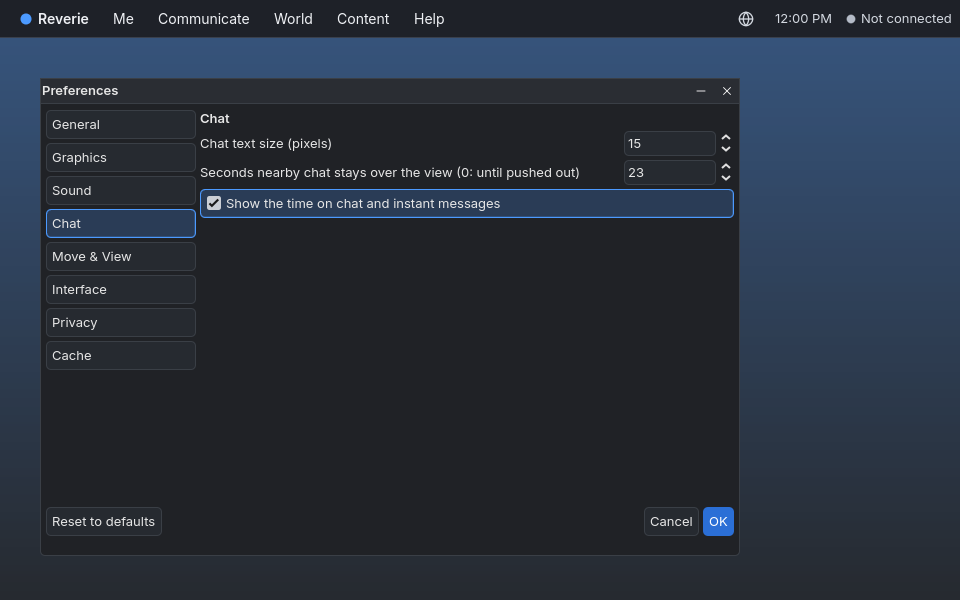 Reverie Me Communicate World Content Help 12:00 PM Not connected
Preferences
General
Graphics
Sound
Chat
Move & View
Interface
Privacy
Cache
Chat
Chat text size (pixels) 15
Seconds nearby chat stays over the view (0: until pushed out) 23
Show the time on chat and instant messages
Reset to defaults Cancel OK